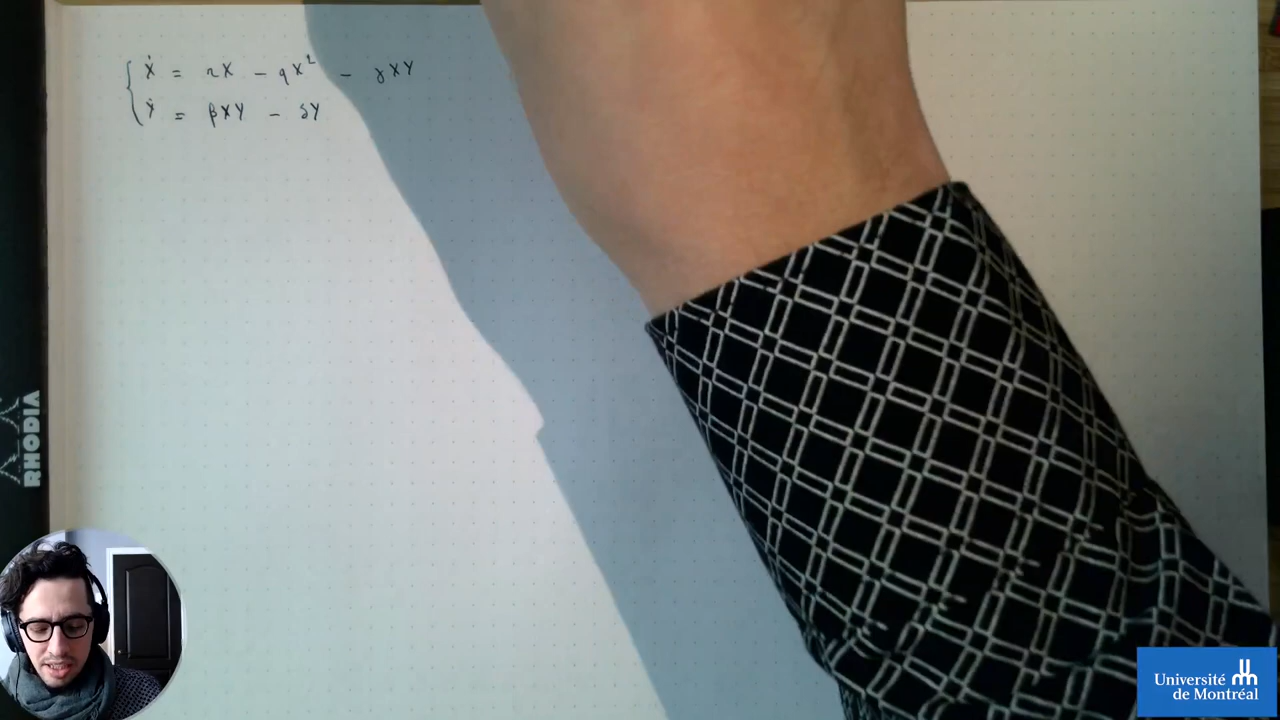 Ẋ = rX - qX² - γXY
Ẏ = βXY - δY
RHODIA
Université
de Montréal